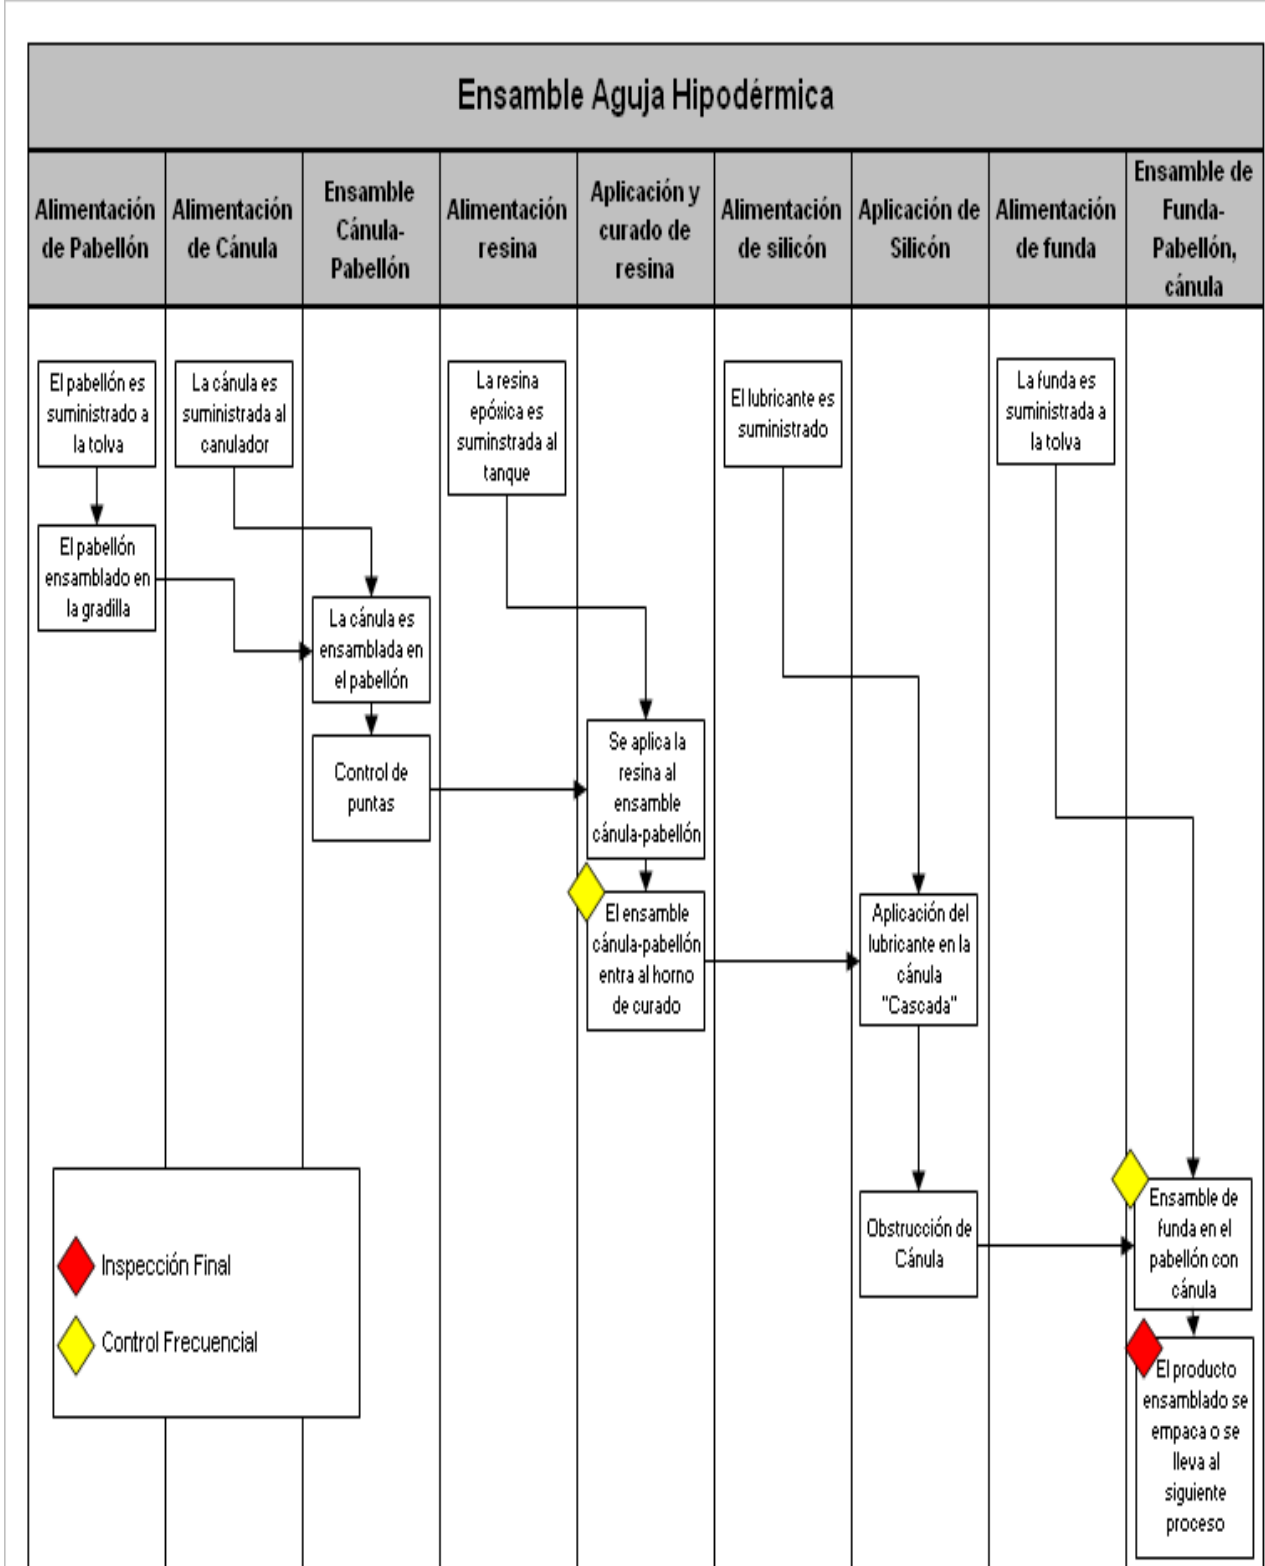 Ensamble Aguja Hipodérmica
Alimentación
de Pabellón
Alimentación
de Cánula
Ensamble
Cánula-
Pabellón
Alimentación
resina
Aplicación y
curado de
resina
Alimentación
de silicón
Aplicación de
Silicón
Alimentación
de funda
Ensamble de
Funda-
Pabellón,
cánula
El pabellón es
suministrado a
la tolva
La cánula es
suministrada al
canulador
La resina
epóxica es
suminstrada al
tanque
El lubricante es
suministrado
La funda es
suministrada a
la tolva
El pabellón
ensamblado en
la gradilla
La cánula es
ensamblada en
el pabellón
Control de
puntas
Se aplica la
resina al
ensamble
cánula-pabellón
El ensamble
cánula-pabellón
entra al horno
de curado
Aplicación del
lubricante en la
cánula
"Cascada"
Obstrucción de
Cánula
Ensamble de
funda en el
pabellón con
cánula
El producto
ensamblado se
empaca o se
lleva al
siguiente
proceso
Inspección Final
Control Frecuencial